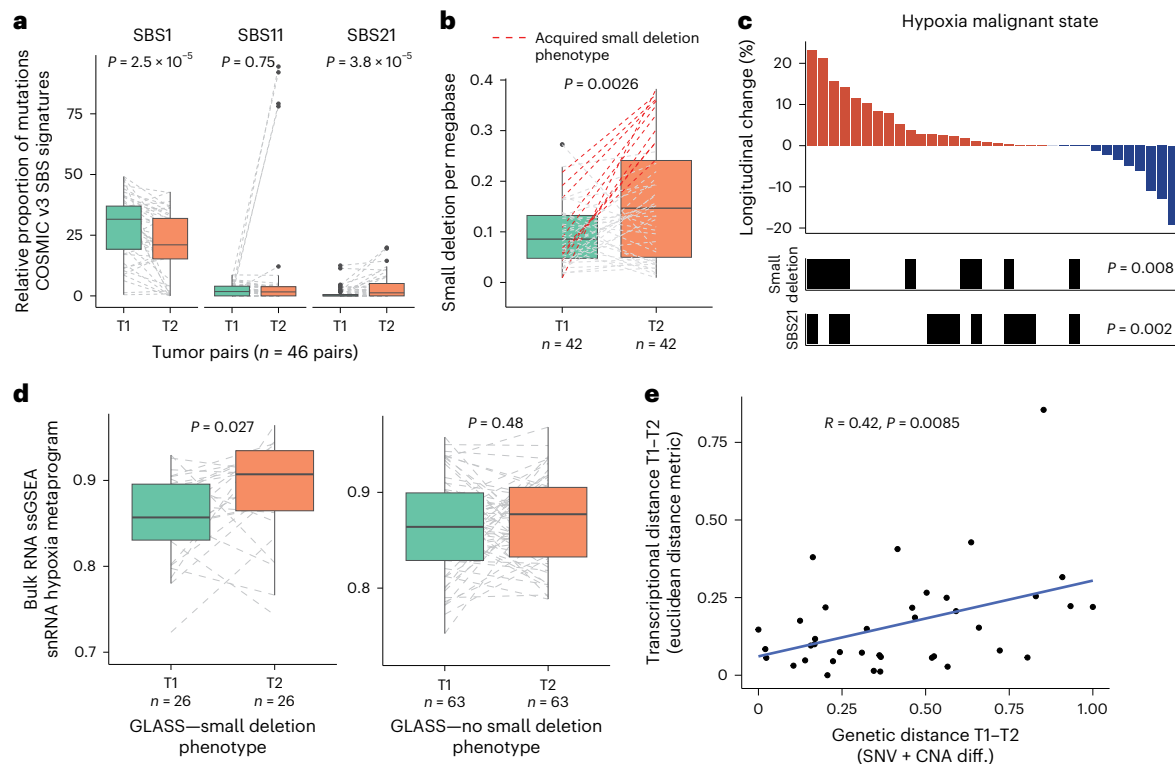 a
SBS1
SBS11
SBS21
P = 2.5 × 10⁻⁵
P = 0.75
P = 3.8 × 10⁻⁵
Relative proportion of mutations
COSMIC v3 SBS signatures
75
50
25
0
T1
T2
T1
T2
T1
T2
Tumor pairs (n = 46 pairs)
b
Acquired small deletion
phenotype
P = 0.0026
Small deletion per megabase
0.4
0.3
0.2
0.1
0
T1
T2
n = 42
n = 42
c
Hypoxia malignant state
Longitudinal change (%)
20
10
0
−10
−20
Small
deletion
P = 0.008
SBS21
P = 0.002
d
Bulk RNA ssGSEA
snRNA hypoxia metaprogram
P = 0.027
0.9
0.8
0.7
T1
T2
n = 26
n = 26
GLASS—small deletion
phenotype
P = 0.48
0.9
0.8
T1
T2
n = 63
n = 63
GLASS—no small deletion
phenotype
e
R = 0.42, P = 0.0085
Transcriptional distance T1–T2
(euclidean distance metric)
0.75
0.50
0.25
0
0
0.25
0.50
0.75
1.00
Genetic distance T1–T2
(SNV + CNA diff.)